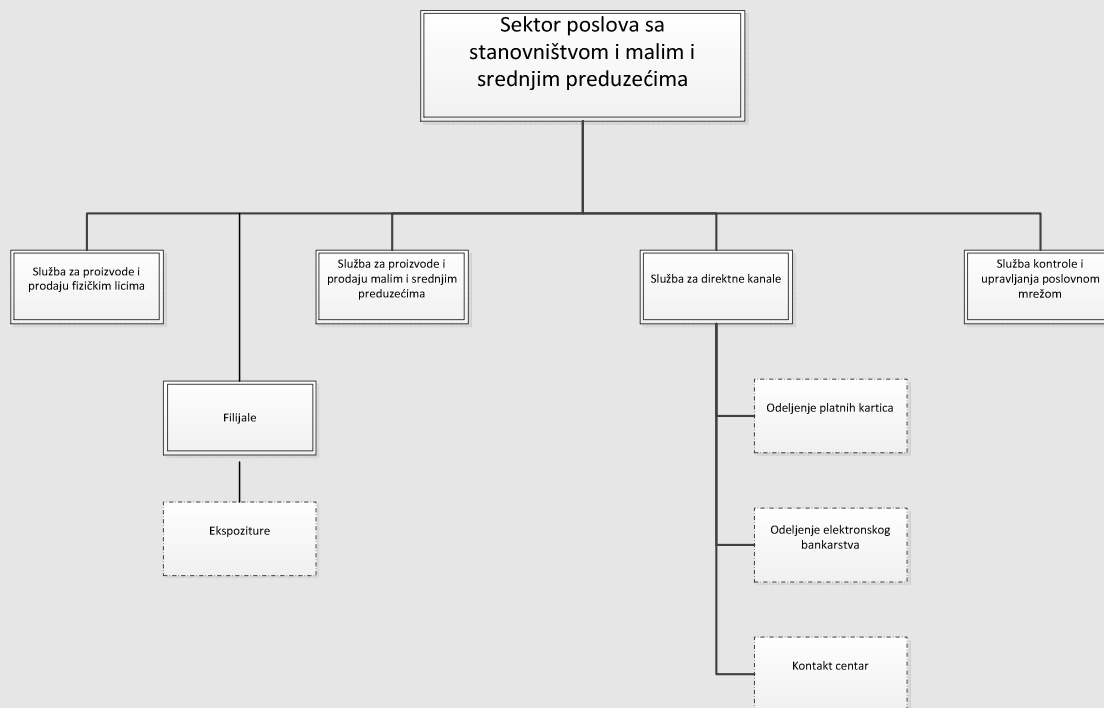 Sektor poslova sa
stanovništvom i malim i
srednjim preduzećima
Služba za proizvode i
prodaju fizičkim licima
Služba za proizvode i
prodaju malim i srednjim
preduzećima
Služba za direktne kanale
Služba kontrole i
upravljanja poslovnom
mrežom
Filijale
Ekspoziture
Odeljenje platnih kartica
Odeljenje elektronskog
bankarstva
Kontakt centar